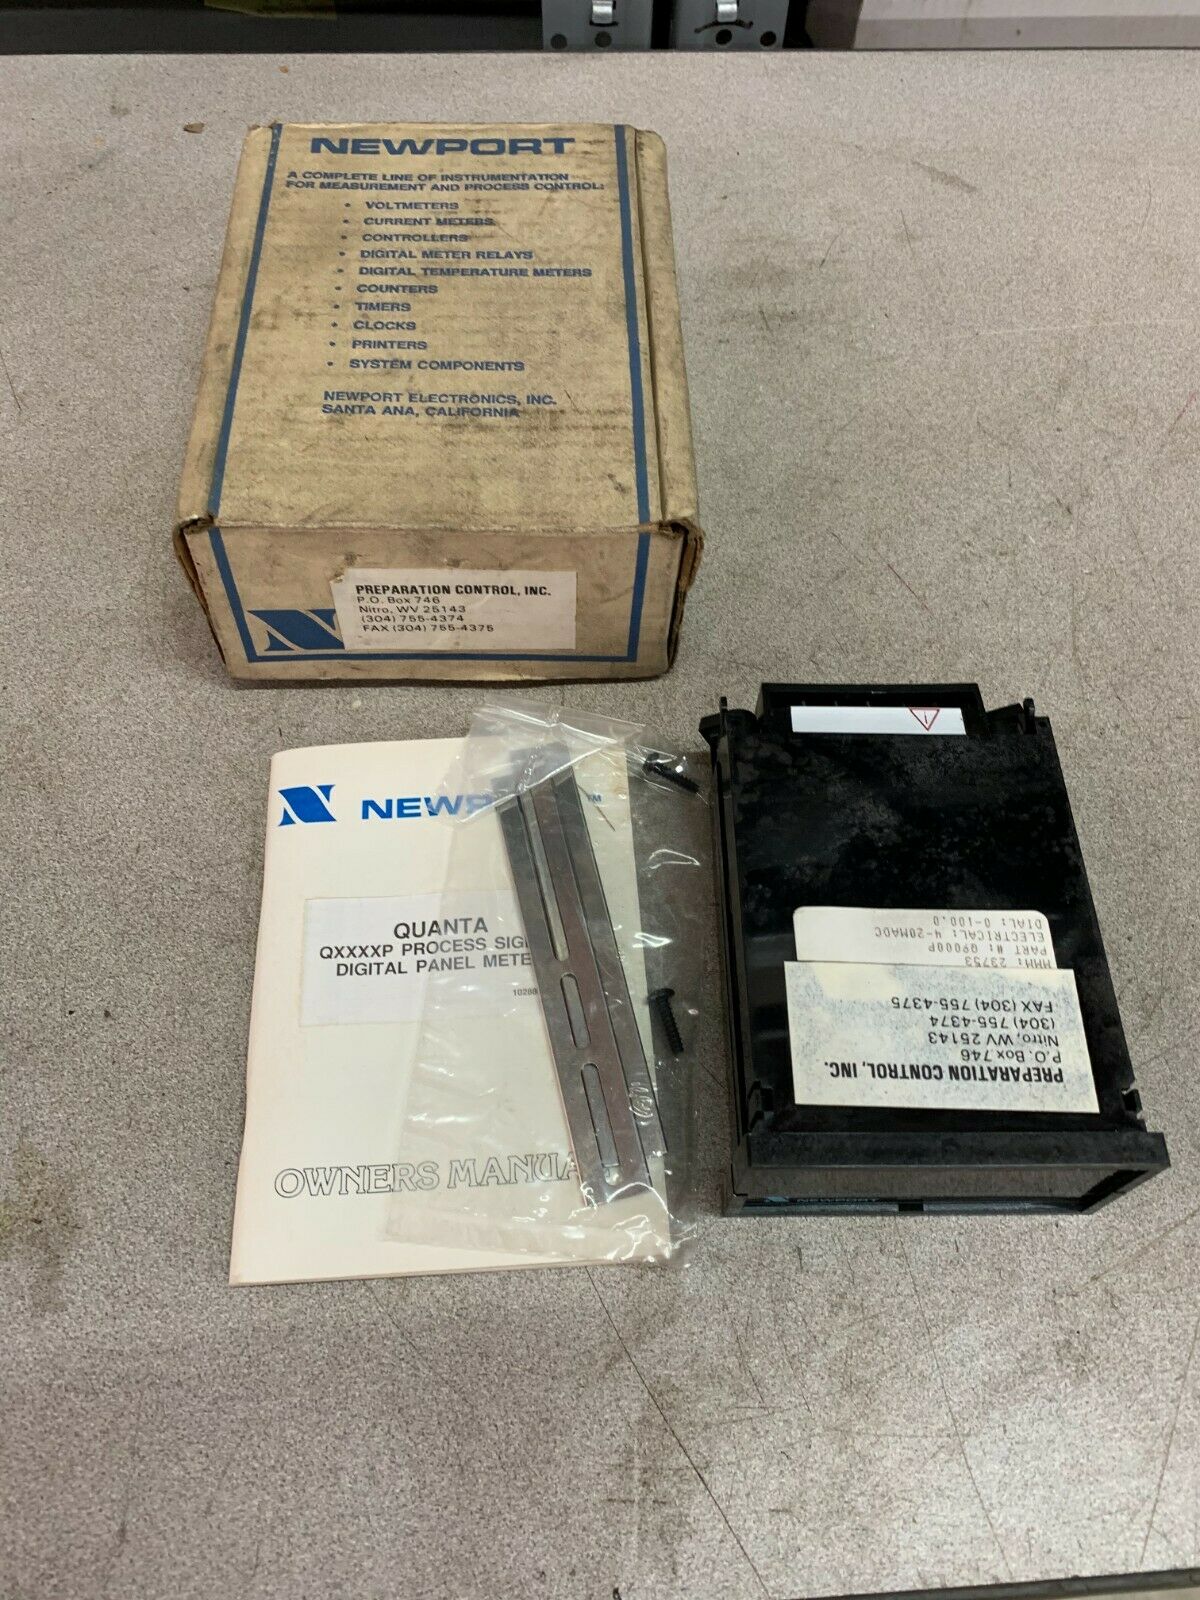 NEWPORT
A COMPLETE LINE OF INSTRUMENTATION
FOR MEASUREMENT AND PROCESS CONTROL:
• VOLTMETERS
• CURRENT METERS
• CONTROLLERS
• DIGITAL METER RELAYS
• DIGITAL TEMPERATURE METERS
• COUNTERS
• TIMERS
• CLOCKS
• PRINTERS
• SYSTEM COMPONENTS
NEWPORT ELECTRONICS, INC.
SANTA ANA, CALIFORNIA
N
PREPARATION CONTROL, INC.
P.O. Box 746
Nitro, WV 25143
(304) 755-4374
FAX (304) 755-4375
N NEWP TM
QUANTA
QXXXXP PROCESS SIG
DIGITAL PANEL METE
10288
OWNERS MANUA
PREPARATION CONTROL, INC.
P.O. Box 746
Nitro, WV 25143
(304) 755-4374
FAX (304) 755-4375
MMH: 23753
PART #: Q9000P
ELECTRICAL: 4-20MADC
DIAL: 0-100.0
NEWPORT